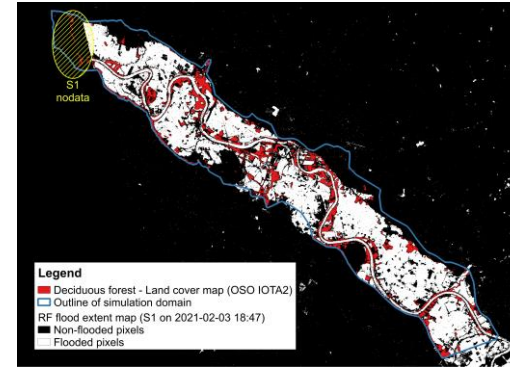 S1
nodata
Legend
Deciduous forest - Land cover map (OSO IOTA2)
Outline of simulation domain
RF flood extent map (S1 on 2021-02-03 18:47)
Non-flooded pixels
Flooded pixels